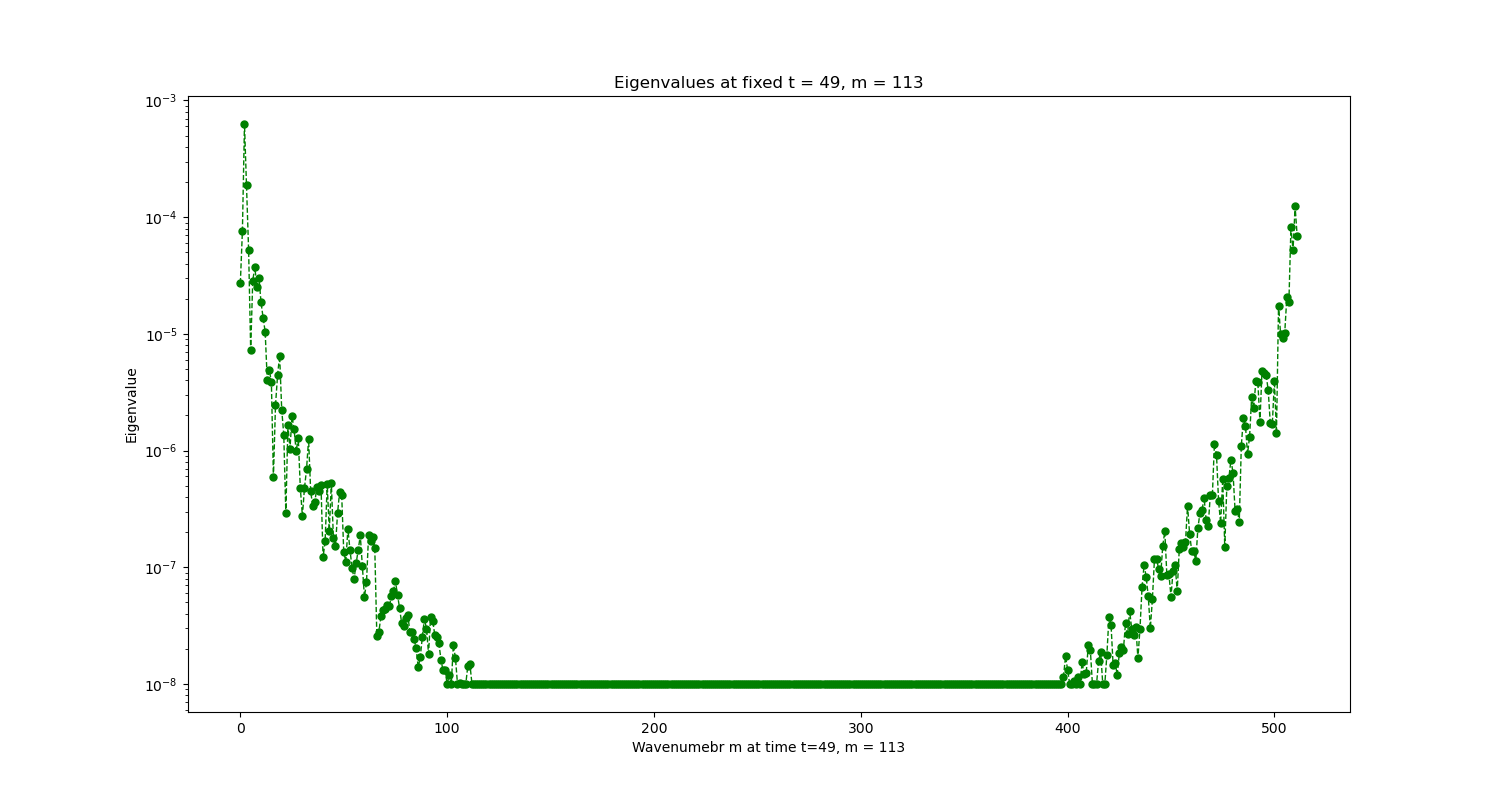 Eigenvalues at fixed t = 49, m = 113
10⁻³
10⁻⁴
10⁻⁵
10⁻⁶
10⁻⁷
10⁻⁸
Eigenvalue
0 100 200 300 400 500
Wavenumebr m at time t=49, m = 113